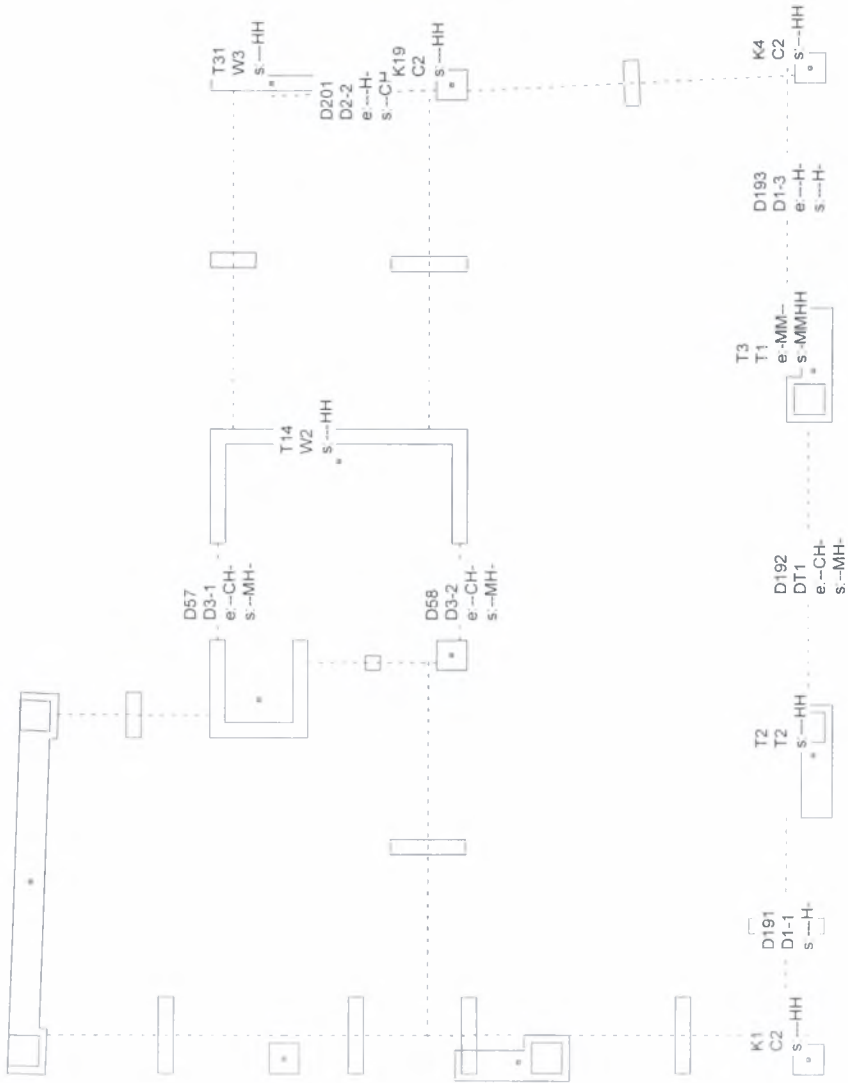 T31
W3
s:---HH
D201
D2-2
e:---H-
s:--CH
K19
C2
s:---HH
K4
C2
s:---HH
D193
D1-3
e:---H-
s:---H-
T3
T1
e:-MM--
s:-MMHH
T14
W2
s:---HH
D57
D3-1
e:--CH-
s:--MH-
D58
D3-2
e:--CH-
s:--MH-
D192
DT1
e:--CH-
s:--MH-
T2
T2
s:---HH
D191
D1-1
s:---H-
K1
C2
s:---HH